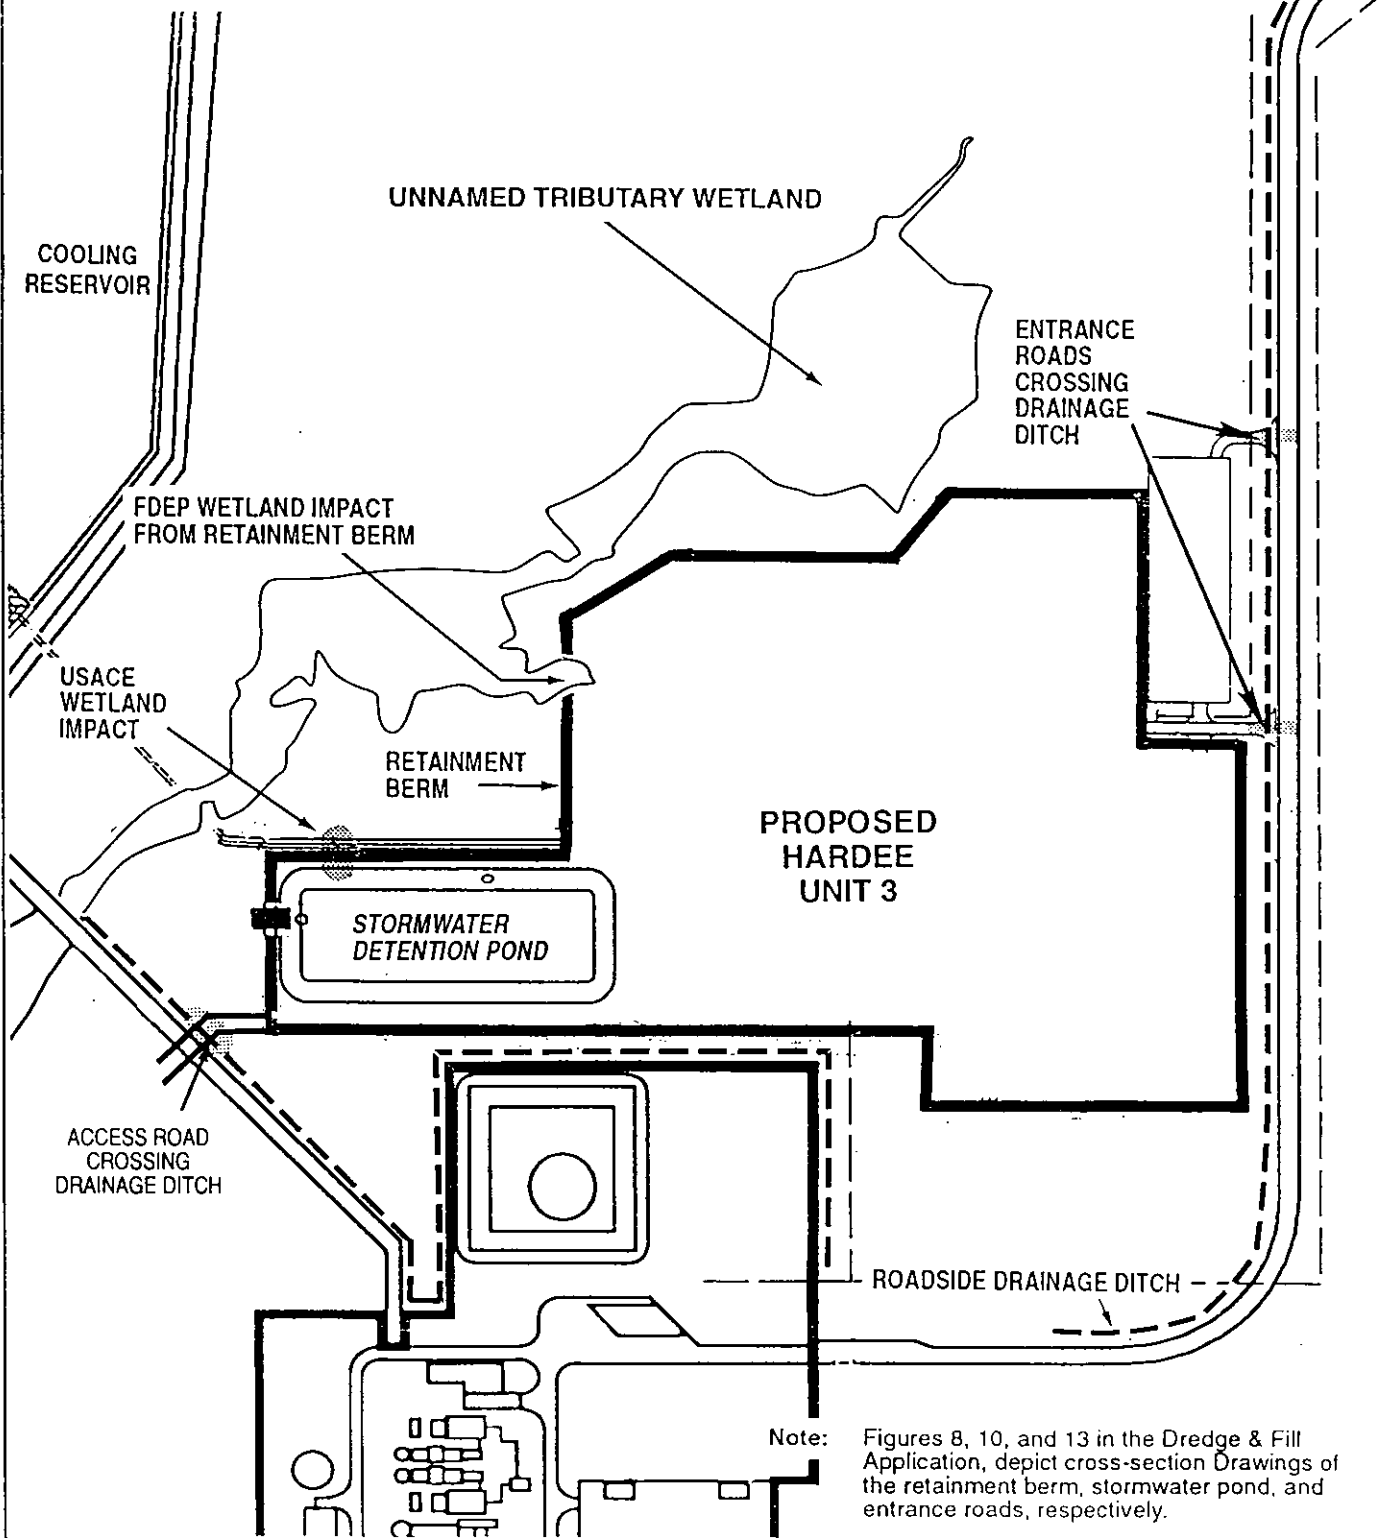 UNNAMED TRIBUTARY WETLAND
COOLING
RESERVOIR
ENTRANCE
ROADS
CROSSING
DRAINAGE
DITCH
FDEP WETLAND IMPACT
FROM RETAINMENT BERM
USACE
WETLAND
IMPACT
RETAINMENT
BERM
PROPOSED
HARDEE
UNIT 3
STORMWATER
DETENTION POND
ACCESS ROAD
CROSSING
DRAINAGE DITCH
ROADSIDE DRAINAGE DITCH
Note: Figures 8, 10, and 13 in the Dredge & Fill
Application, depict cross-section Drawings of
the retainment berm, stormwater pond, and
entrance roads, respectively.